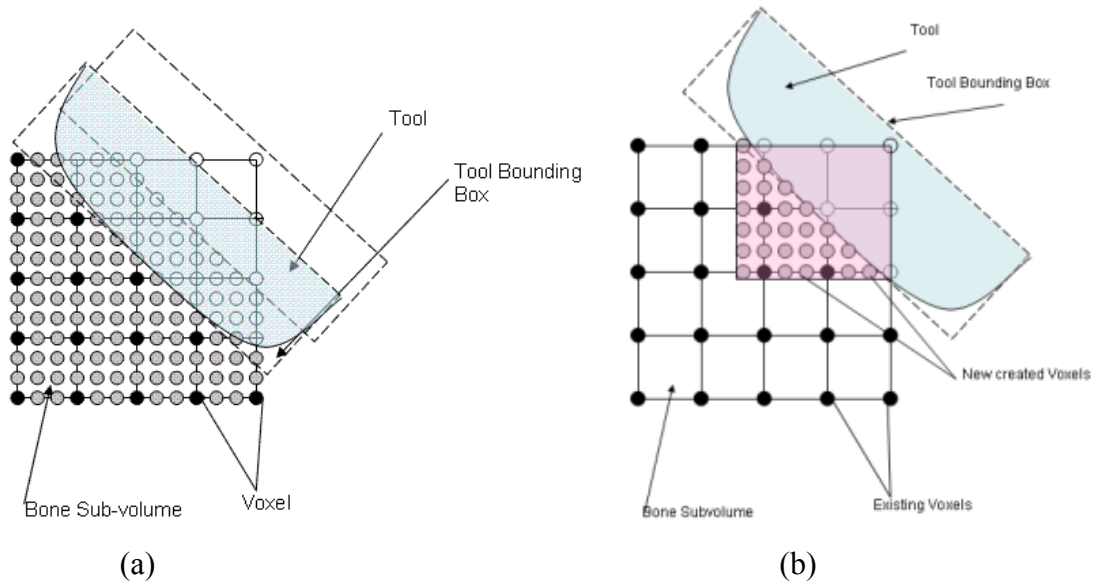 Tool
Tool Bounding
Box
Bone Sub-volume
Voxel
(a)
Tool
Tool Bounding Box
New created Voxels
Bone Subvolume
Existing Voxels
(b)